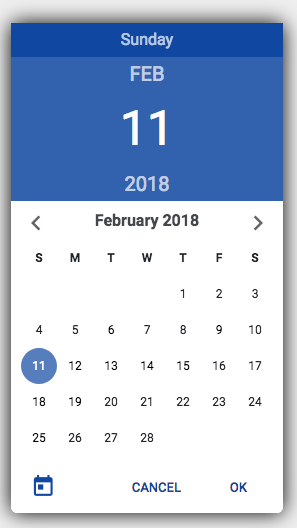 Sunday
FEB
11
2018
February 2018
S M T W T F S
1 2 3
4 5 6 7 8 9 10
11 12 13 14 15 16 17
18 19 20 21 22 23 24
25 26 27 28
CANCEL OK